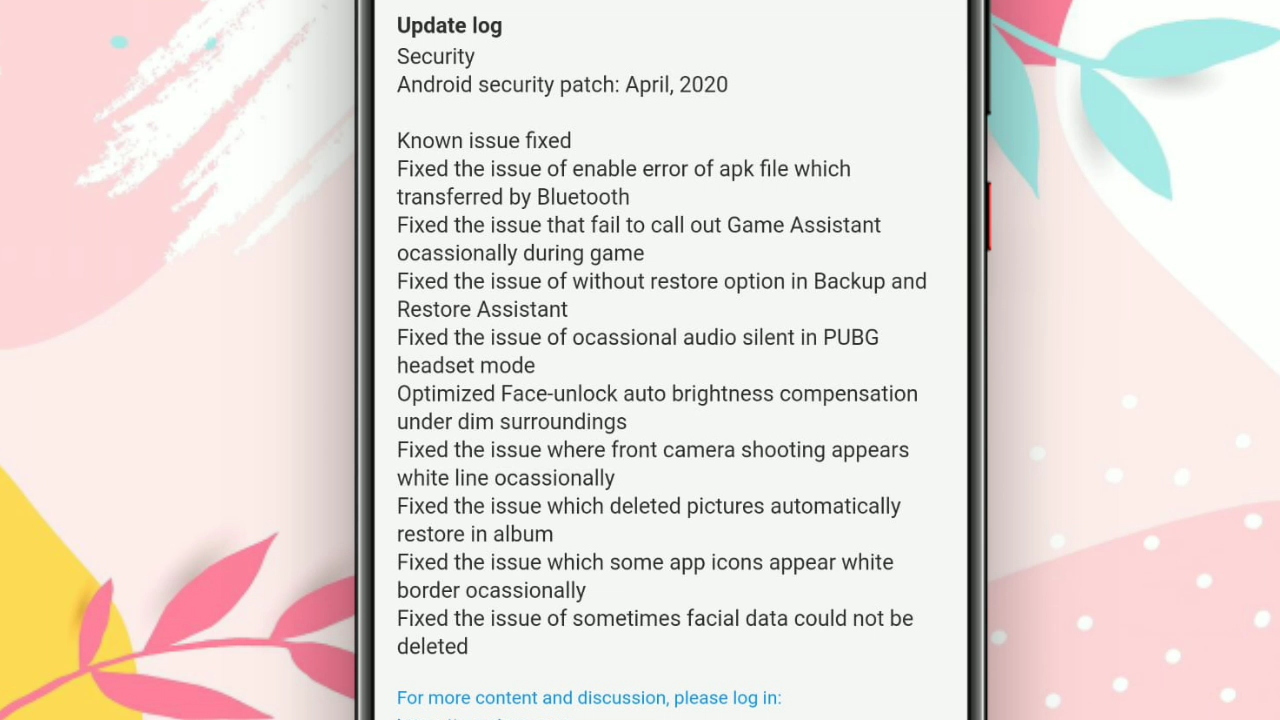 Update log
Security
Android security patch: April, 2020
Known issue fixed
Fixed the issue of enable error of apk file which
transferred by Bluetooth
Fixed the issue that fail to call out Game Assistant
ocassionally during game
Fixed the issue of without restore option in Backup and
Restore Assistant
Fixed the issue of ocassional audio silent in PUBG
headset mode
Optimized Face-unlock auto brightness compensation
under dim surroundings
Fixed the issue where front camera shooting appears
white line ocassionally
Fixed the issue which deleted pictures automatically
restore in album
Fixed the issue which some app icons appear white
border ocassionally
Fixed the issue of sometimes facial data could not be
deleted
For more content and discussion, please log in: